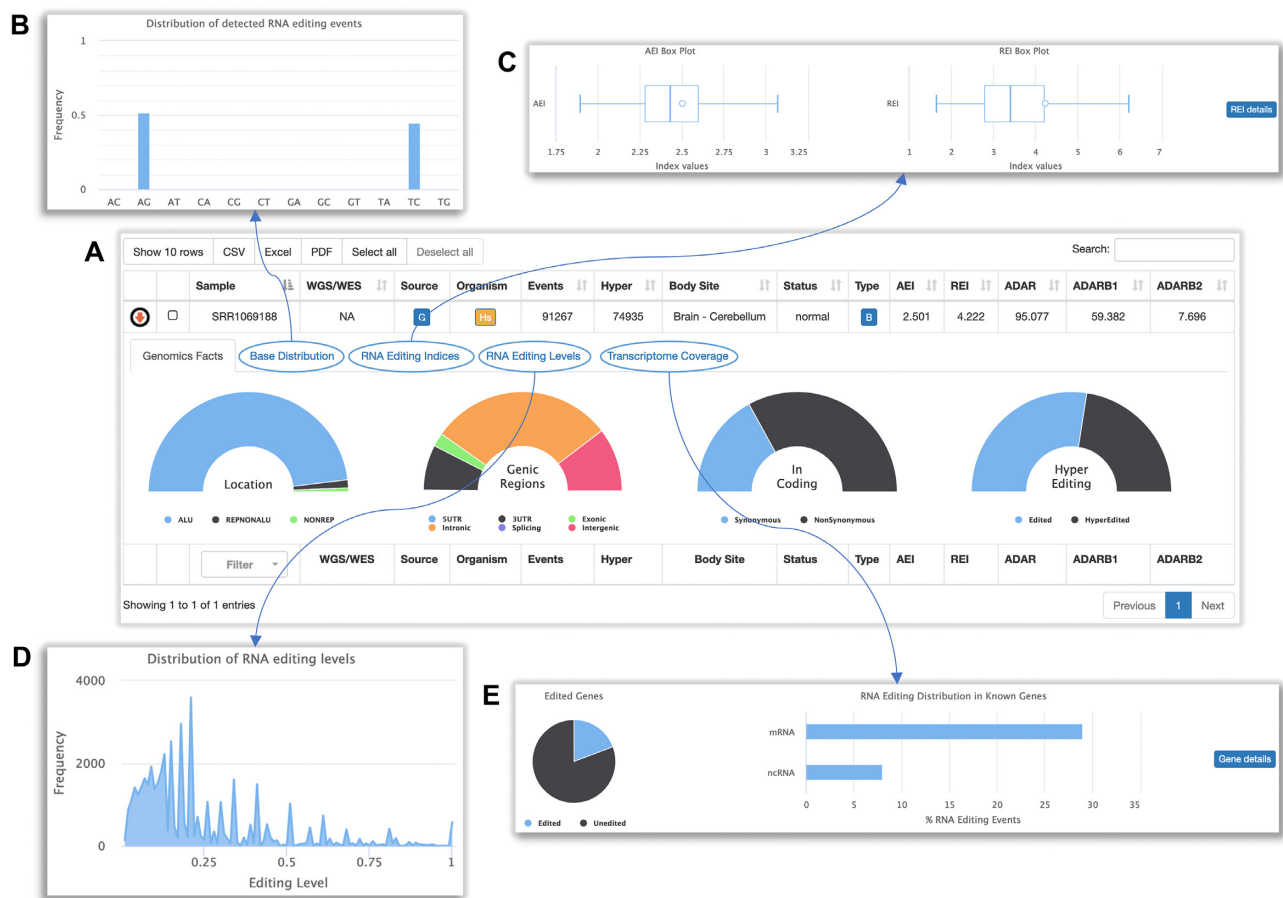 B
Distribution of detected RNA editing events
1
0.5
0
Frequency
AC AG AT CA CG CT GA GC GT TA TC TG
C
AEI Box Plot
AEI
1.75 2 2.25 2.5 2.75 3 3.25
Index values
REI Box Plot
REI
1 2 3 4 5 6 7
Index values
REI details
A
Show 10 rows CSV Excel PDF Select all Deselect all
Search:
Sample WGS/WES Source Organism Events Hyper Body Site Status Type AEI REI ADAR ADARB1 ADARB2
SRR1069188 NA G Hs 91267 74935 Brain - Cerebellum normal B 2.501 4.222 95.077 59.382 7.696
Genomics Facts Base Distribution RNA Editing Indices RNA Editing Levels Transcriptome Coverage
Location
ALU REPNONALU NONREP
Genic
Regions
5UTR 3UTR Exonic
Intronic Splicing Intergenic
In
Coding
Synonymous NonSynonymous
Hyper
Editing
Edited HyperEdited
Filter WGS/WES Source Organism Events Hyper Body Site Status Type AEI REI ADAR ADARB1 ADARB2
Showing 1 to 1 of 1 entries
Previous 1 Next
D
Distribution of RNA editing levels
4000
2000
0
Frequency
0.25 0.5 0.75 1
Editing Level
E
Edited Genes
Edited Unedited
RNA Editing Distribution in Known Genes
mRNA
ncRNA
0 5 10 15 20 25 30 35
% RNA Editing Events
Gene details